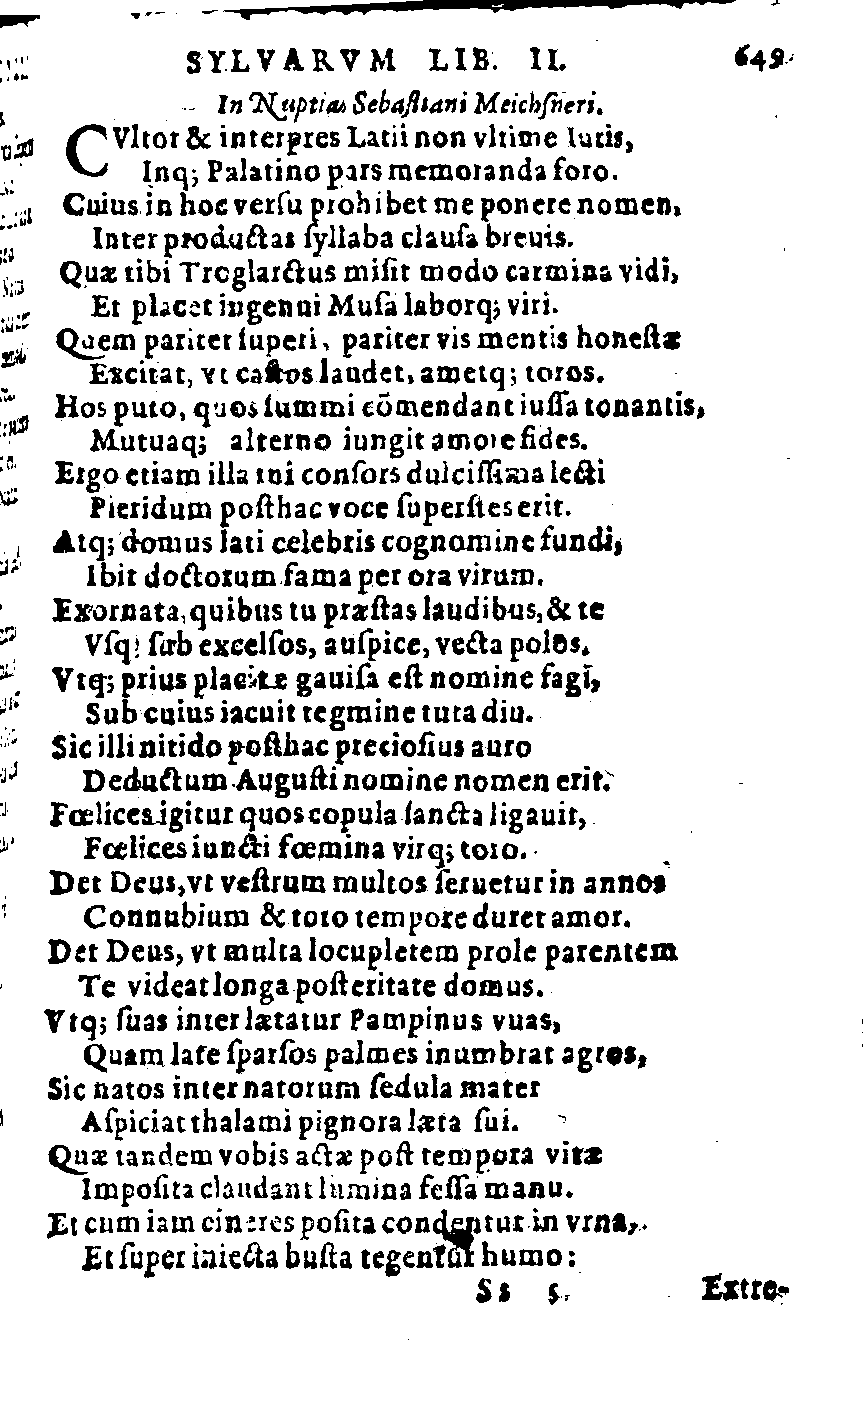 SYLVARVM LIB. II. 649
In Nuptias Sebastiani Meichsneri.
CVltor & interpres Latii non vltime iuris,
Inq; Palatino pars memoranda foro.
Cuius in hoc versu prohibet me ponere nomen,
Inter productas syllaba clausa breuis.
Quæ tibi Treglarctus misit modo carmina vidi,
Et placet ingenui Musa laborq; viri.
Quem pariter superi, pariter vis mentis honestæ
Excitat, vt castos laudet, ametq; toros.
Hos puto, quos summi cōmendant iussa tonantis,
Mutuaq; alterno iungit amore fides.
Ergo etiam illa tui consors dulcissima lecti
Pieridum posthac voce superstes erit.
Atq; domus lati celebris cognomine fundi,
Ibit doctorum fama per ora virum.
Exornata, quibus tu præstas laudibus, & te
Vsq; sub excelsos, auspice, vecta polos.
Vtq; prius placitæ gauisa est nomine fagi,
Sub cuius iacuit tegmine tuta diu.
Sic illi nitido posthac preciosius auro
Deductum Augusti nomine nomen erit.
Fœlices igitur quos copula sancta ligauit,
Fœlices iuncti fœmina virq; toro.
Det Deus, vt vestrum multos seruetur in annos
Connubium & toto tempore duret amor.
Det Deus, vt multa locupletem prole parentem
Te videat longa posteritate domus.
Vtq; suas inter lætatur Pampinus vuas,
Quam late sparsos palmes inumbrat agros,
Sic natos inter natorum sedula mater
Aspiciat thalami pignora læta sui.
Quæ tandem vobis actæ post tempora vitæ
Imposita claudant lumina fessa manu.
Et cum iam cineres posita condentur in vrna,
Et super iniecta busta tegentur humo:
Ss 5. Extre-